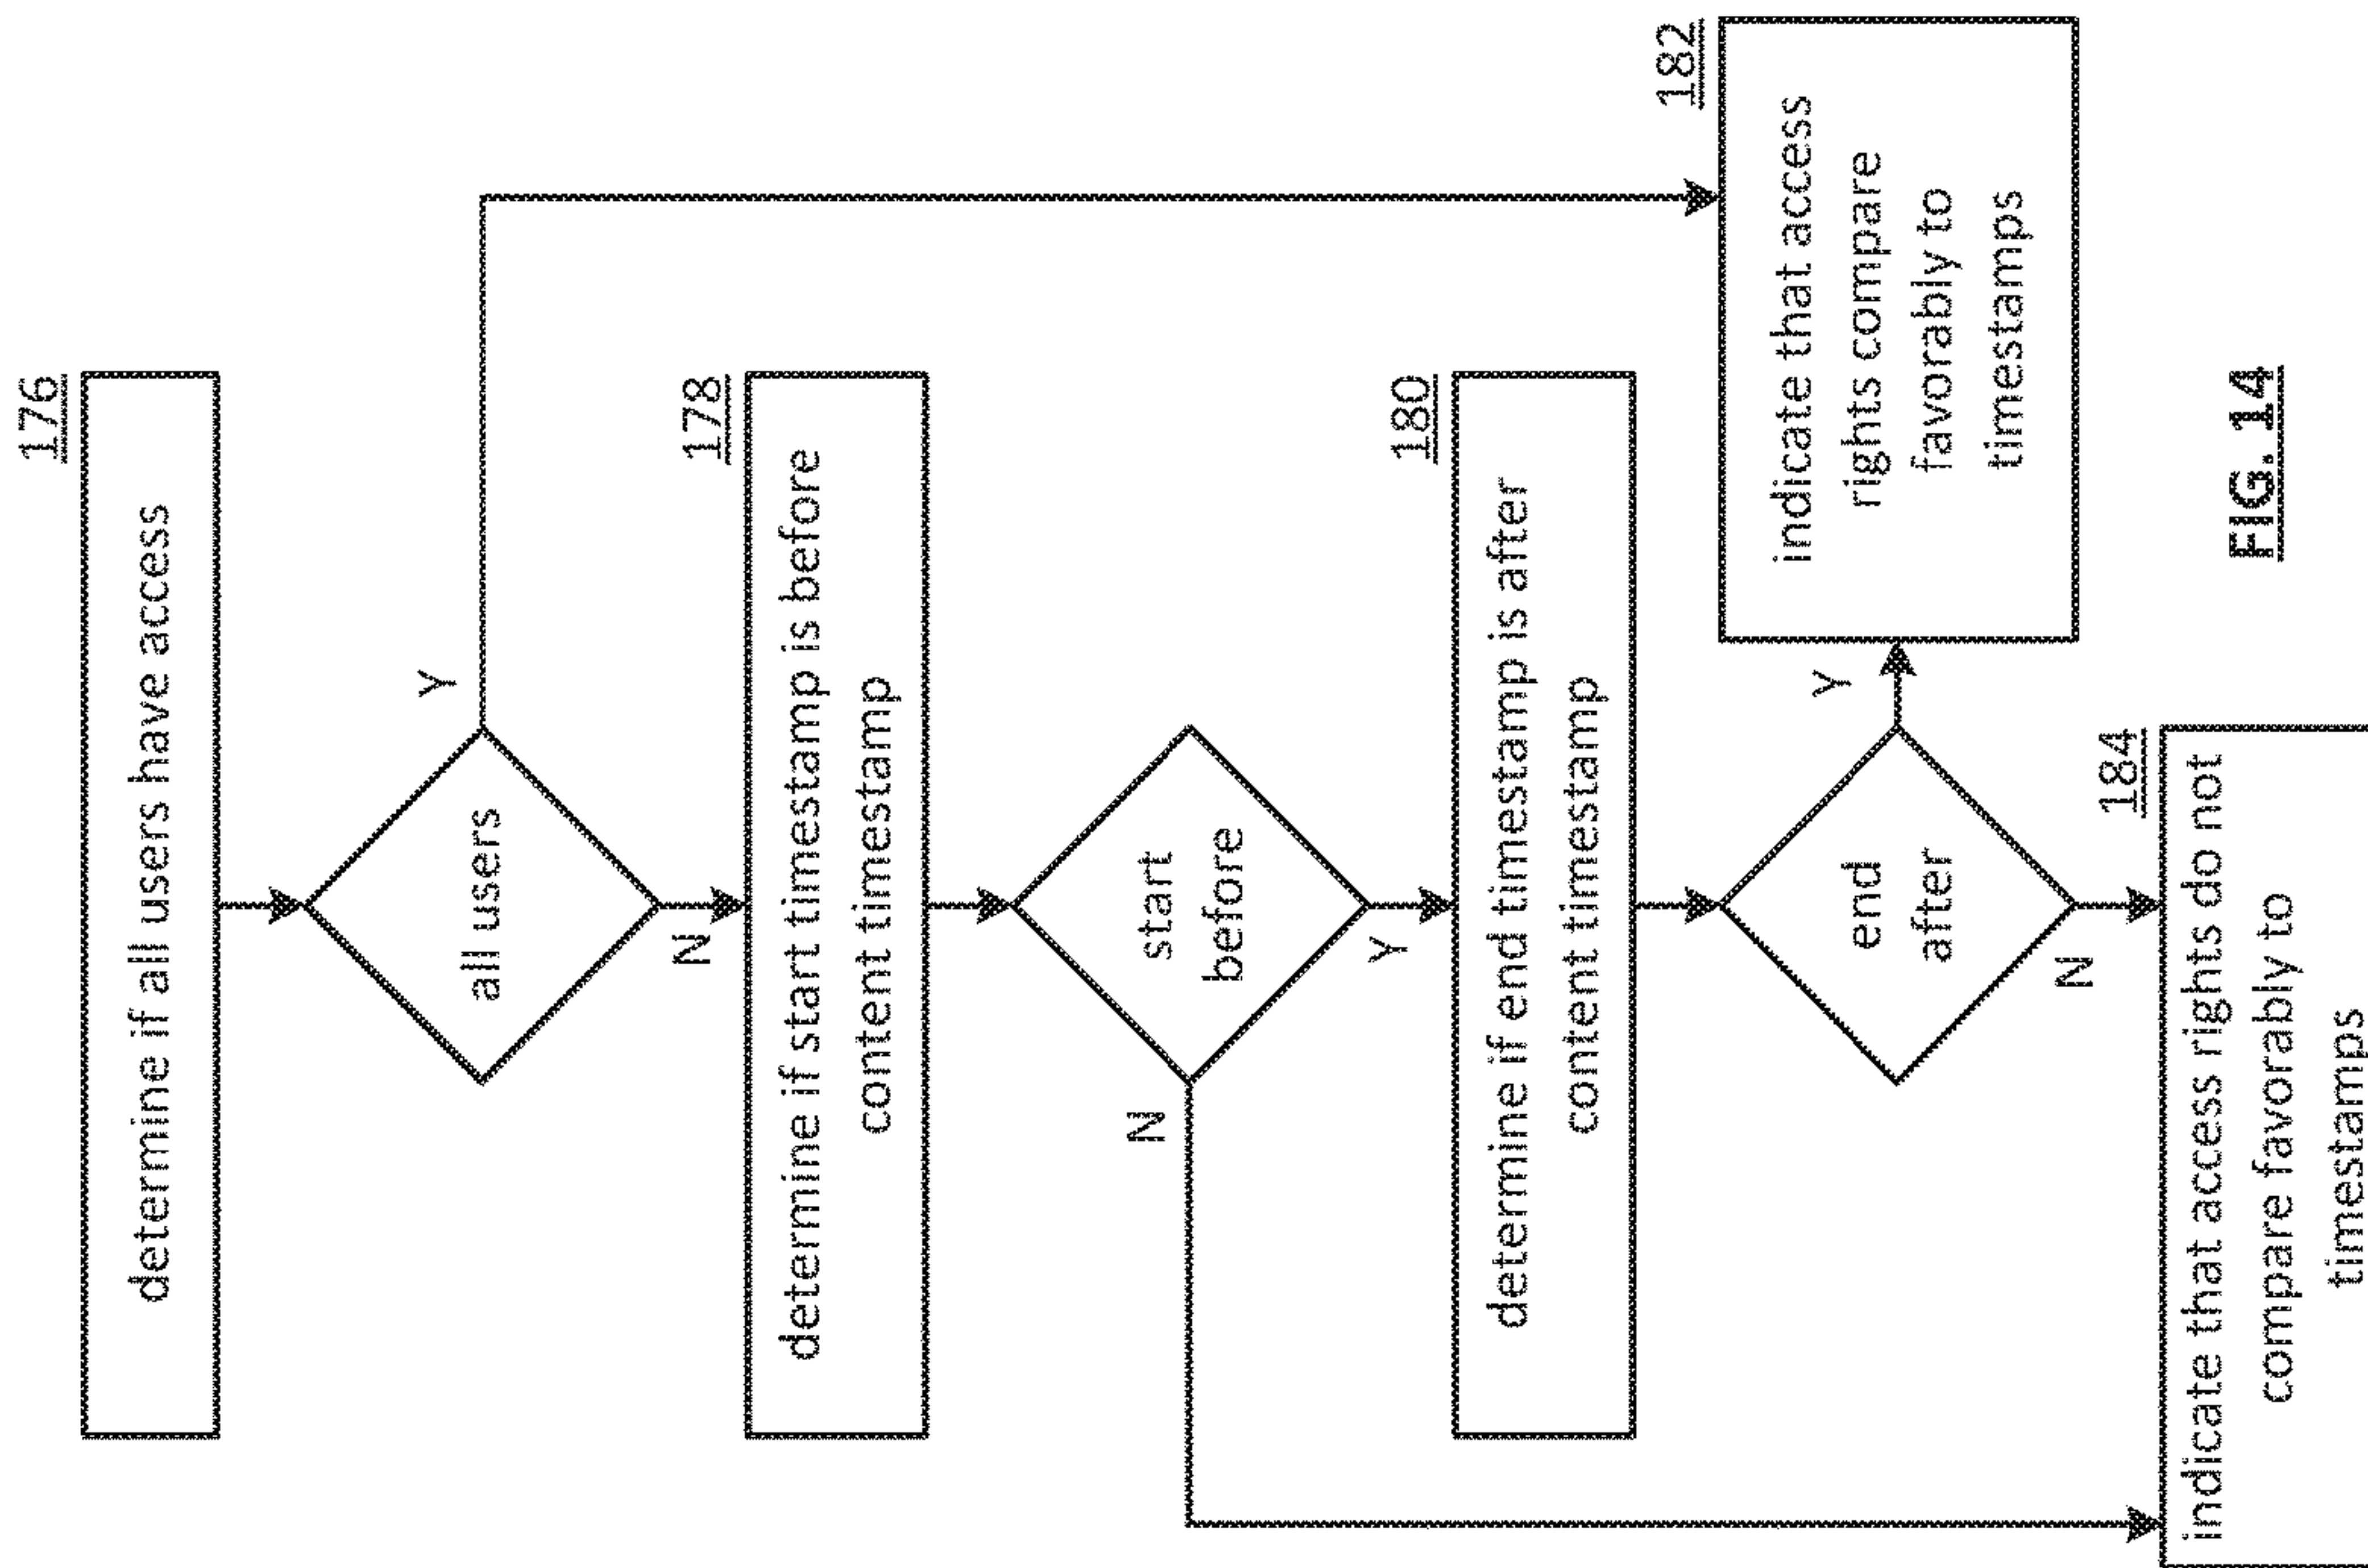 176
determine if all users have access
all users
Y
N
178
determine if start timestamp is before
content timestamp
start
before
N
Y
180
determine if end timestamp is after
content timestamp
end
after
Y
N
182
indicate that access
rights compare
favorably to
timestamps
184
indicate that access rights do not
compare favorably to
timestamps
FIG. 14